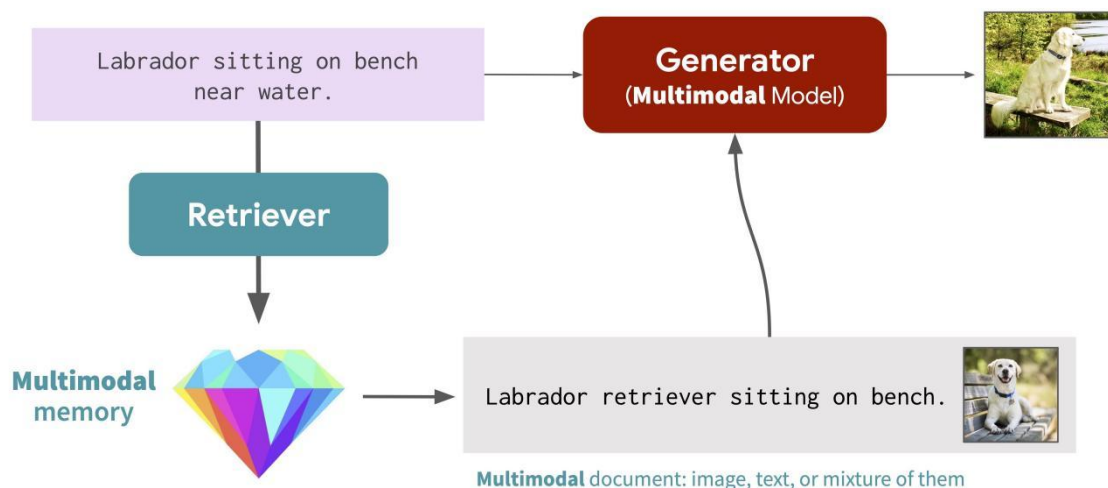 Labrador sitting on bench
near water.
Generator
(Multimodal Model)
Retriever
Multimodal
memory
Labrador retriever sitting on bench.
Multimodal document: image, text, or mixture of them